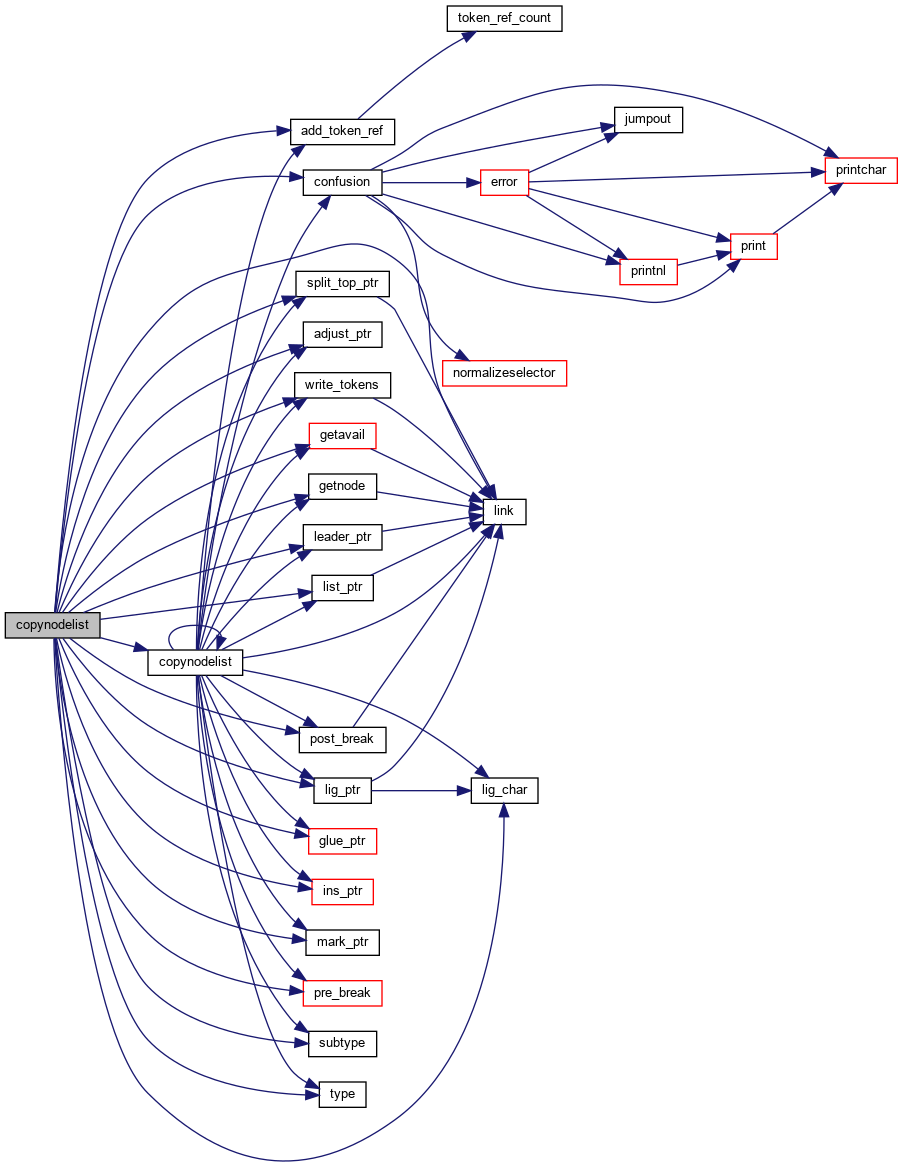 token_ref_count
jumpout
add_token_ref
printchar
confusion
error
print
printnl
split_top_ptr
adjust_ptr
normalizeselector
write_tokens
getavail
getnode
link
leader_ptr
list_ptr
copynodelist
copynodelist
post_break
lig_ptr
lig_char
glue_ptr
ins_ptr
mark_ptr
pre_break
subtype
type